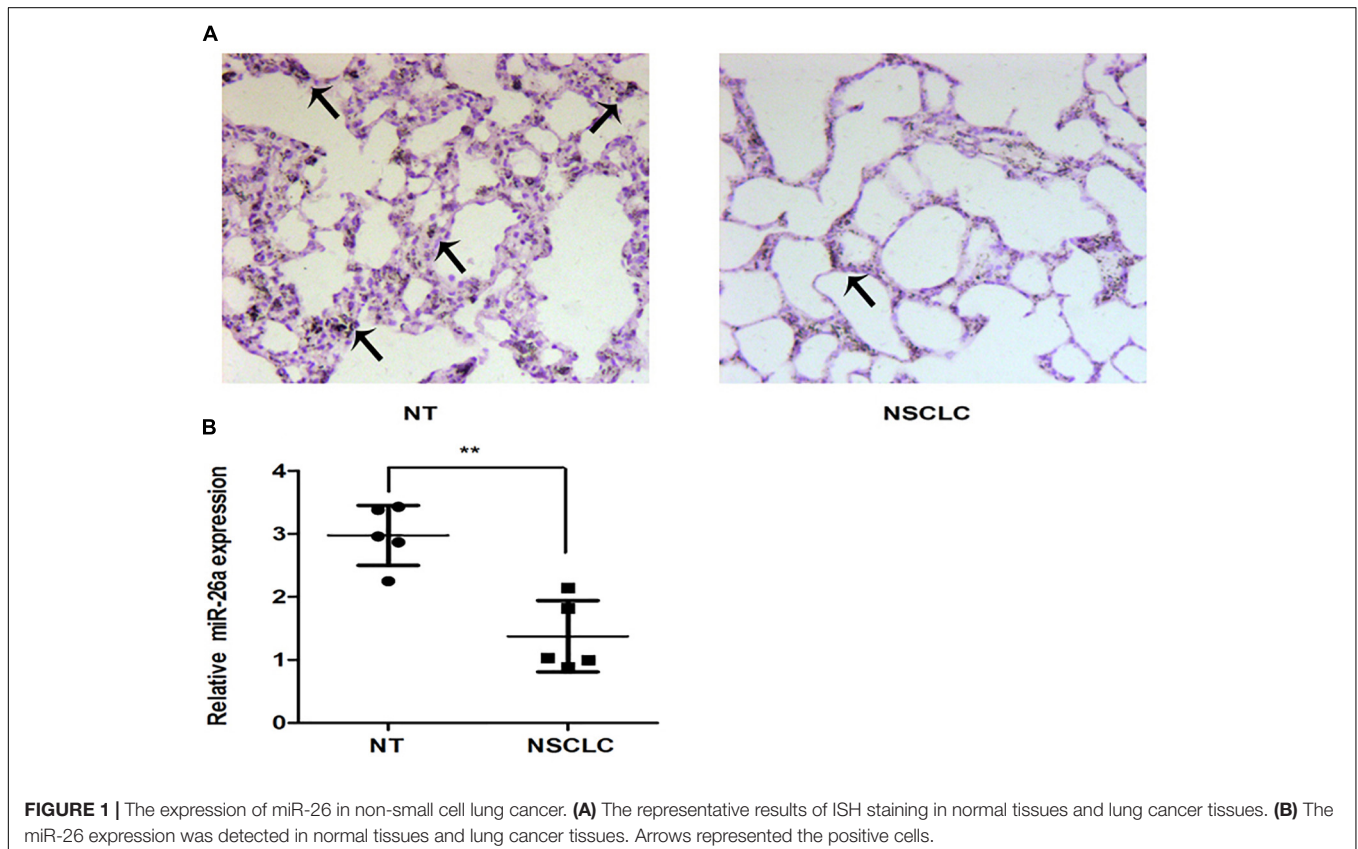 A
NT
NSCLC
B
**
Relative miR-26a expression
4
3
2
1
0
NT
NSCLC
FIGURE 1 | The expression of miR-26 in non-small cell lung cancer. (A) The representative results of ISH staining in normal tissues and lung cancer tissues. (B) The
miR-26 expression was detected in normal tissues and lung cancer tissues. Arrows represented the positive cells.